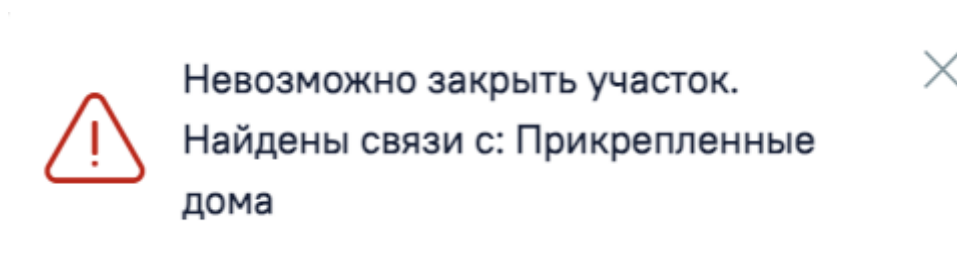 Невозможно закрыть участок.
Найдены связи с: Прикрепленные
дома